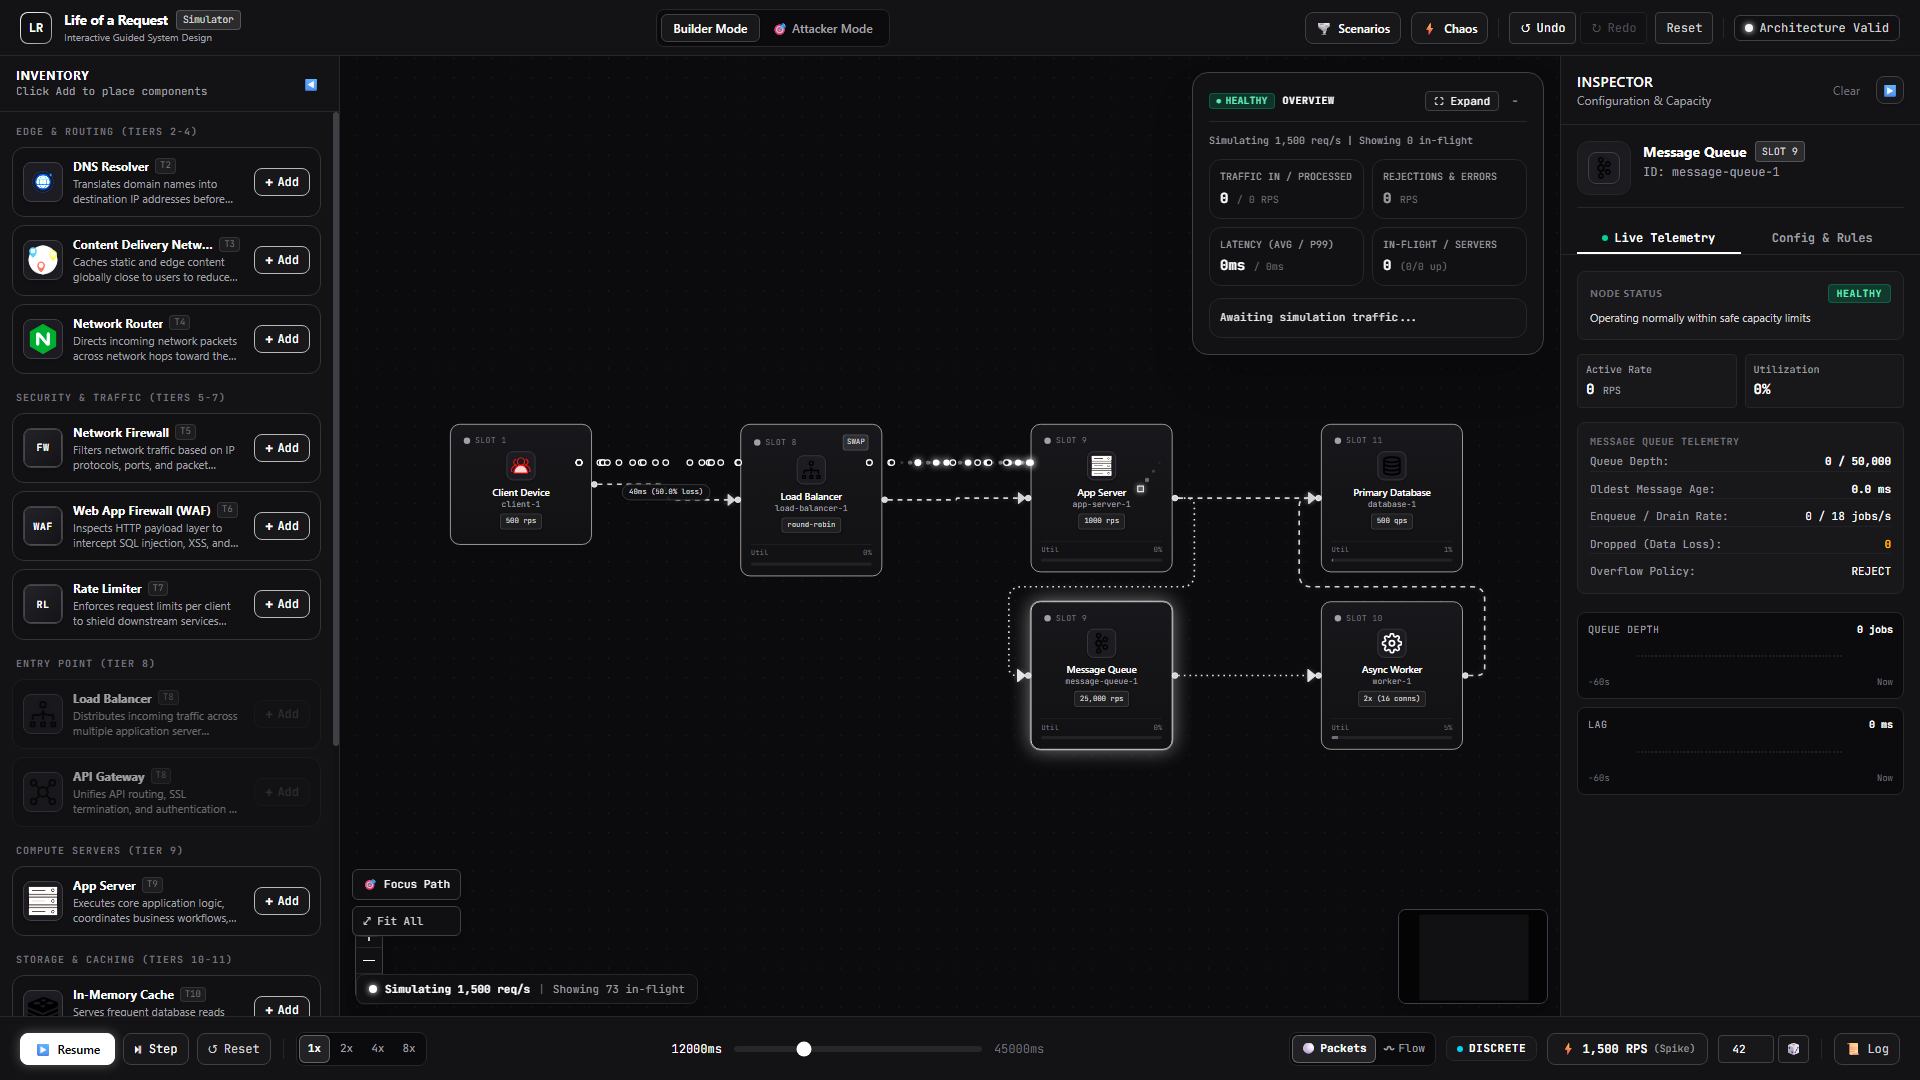 LR
Life of a Request
Simulator
Interactive Guided System Design
Builder Mode
Attacker Mode
Scenarios
Chaos
↺ Undo
↻ Redo
Reset
Architecture Valid
INVENTORY
Click Add to place components
EDGE & ROUTING (TIERS 2-4)
DNS Resolver T2
Translates domain names into
destination IP addresses before...
+ Add
Content Delivery Netw... T3
Caches static and edge content
globally close to users to reduce...
+ Add
Network Router T4
Directs incoming network packets
across network hops toward the...
+ Add
SECURITY & TRAFFIC (TIERS 5-7)
FW
Network Firewall T5
Filters network traffic based on IP
protocols, ports, and packet...
+ Add
WAF
Web App Firewall (WAF) T6
Inspects HTTP payload layer to
intercept SQL injection, XSS, and...
+ Add
RL
Rate Limiter T7
Enforces request limits per client
to shield downstream services...
+ Add
ENTRY POINT (TIER 8)
Load Balancer T8
Distributes incoming traffic across
multiple application server...
+ Add
API Gateway T8
Unifies API routing, SSL
termination, and authentication ...
+ Add
COMPUTE SERVERS (TIER 9)
App Server T9
Executes core application logic,
coordinates business workflows,...
+ Add
STORAGE & CACHING (TIERS 10-11)
In-Memory Cache T10
Serves frequent database reads
+ Add
HEALTHY OVERVIEW
Expand
-
Simulating 1,500 req/s | Showing 0 in-flight
TRAFFIC IN / PROCESSED
0 / 0 RPS
REJECTIONS & ERRORS
0 RPS
LATENCY (AVG / P99)
0ms / 0ms
IN-FLIGHT / SERVERS
0 (0/0 up)
Awaiting simulation traffic...
SLOT 1
Client Device
client-1
500 rps
40ms (50.0% loss)
SLOT 8
SWAP
Load Balancer
load-balancer-1
round-robin
Util 0%
SLOT 9
App Server
app-server-1
1000 rps
Util 0%
SLOT 11
Primary Database
database-1
500 qps
Util 1%
SLOT 9
Message Queue
message-queue-1
25,000 rps
Util 0%
SLOT 10
Async Worker
worker-1
2x (16 conns)
Util 5%
Focus Path
Fit All
Simulating 1,500 req/s | Showing 73 in-flight
INSPECTOR
Configuration & Capacity
Clear
Message Queue SLOT 9
ID: message-queue-1
Live Telemetry
Config & Rules
NODE STATUS
HEALTHY
Operating normally within safe capacity limits
Active Rate
0 RPS
Utilization
0%
MESSAGE QUEUE TELEMETRY
Queue Depth: 0 / 50,000
Oldest Message Age: 0.0 ms
Enqueue / Drain Rate: 0 / 18 jobs/s
Dropped (Data Loss): 0
Overflow Policy: REJECT
QUEUE DEPTH 0 jobs
-60s Now
LAG 0 ms
-60s Now
Resume
Step
↺ Reset
1x
2x
4x
8x
12000ms
45000ms
Packets
Flow
DISCRETE
1,500 RPS (Spike)
42
Log